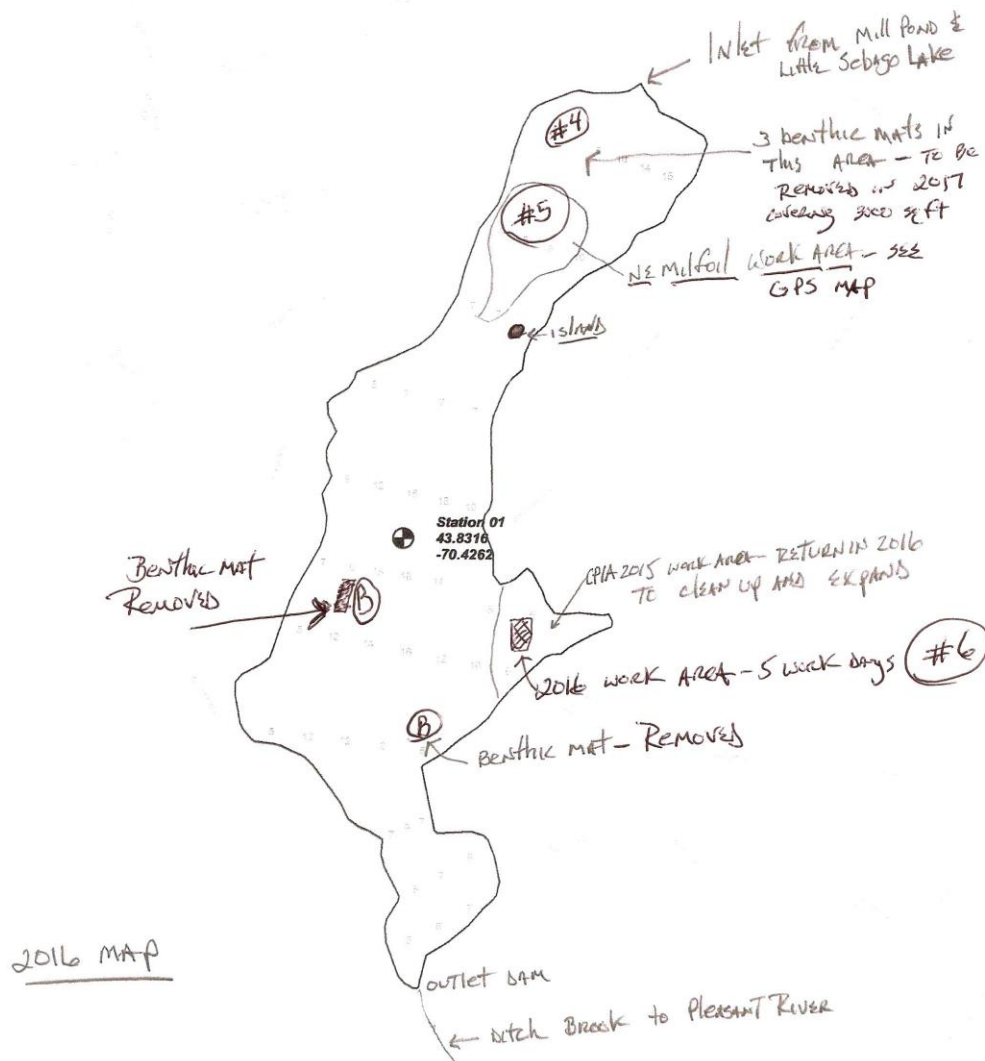 Inlet from Mill Pond &
Little Sebago Lake
#4
3 benthic mats in
This AREA - TO BE
Removed in 2017
covering 3000 sq ft
#5
NE Milfoil WORK AREA - SEE
GPS MAP
ISLAND
Station 01
43.8316
-70.4262
Benthic Mat
Removed
B
CPIA 2015 WORK AREA - RETURN IN 2016
TO CLEAN UP AND EXPAND
2016 WORK AREA - 5 WORK DAYS #6
B
Benthic mat - Removed
2016 MAP
OUTLET DAM
Ditch Brook to Pleasant River